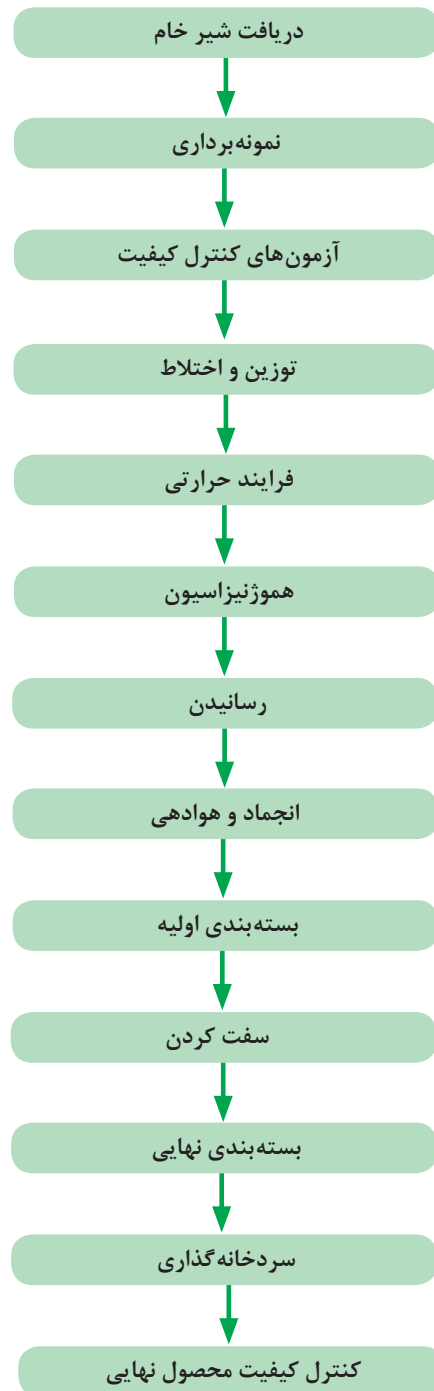 دریافت شیر خام
نمونه‌برداری
آزمون‌های کنترل کیفیت
توزین و اختلاط
فرایند حرارتی
هموژنیزاسیون
رسانیدن
انجماد و هوادهی
بسته‌بندی اولیه
سفت کردن
بسته‌بندی نهایی
سردخانه‌گذاری
کنترل کیفیت محصول نهایی